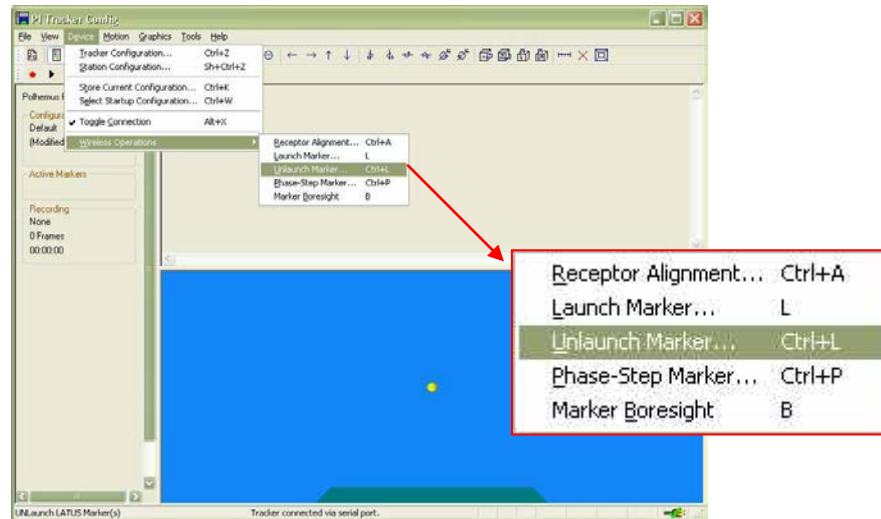 PI Tracker Config
File View Device Motion Graphics Tools Help
Tracker Configuration... Ctrl+Z
Station Configuration... Sh+Ctrl+Z
Store Current Configuration... Ctrl+K
Select Startup Configuration... Ctrl+W
Toggle Connection Alt+X
Wireless Operations
Receptor Alignment... Ctrl+A
Launch Marker... L
Unlaunch Marker... Ctrl+L
Phase-Step Marker... Ctrl+P
Marker Boresight B
Polhemus
Default
(Modified
Active Markers
Recording
None
0 Frames
00:00:00
Receptor Alignment... Ctrl+A
Launch Marker... L
Unlaunch Marker... Ctrl+L
Phase-Step Marker... Ctrl+P
Marker Boresight B
UNLaunch LATUS Marker(s) Tracker connected via serial port.